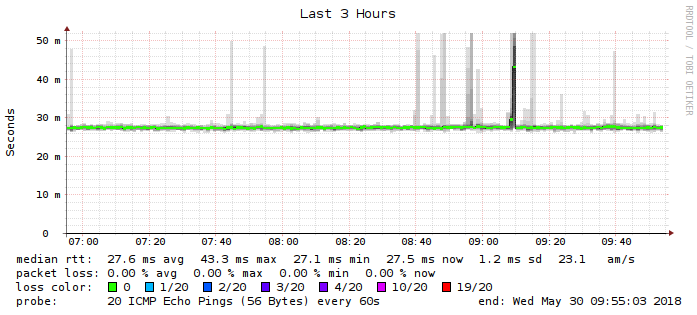 Last 3 Hours
RRDTOOL / TOBI OETIKER
Seconds
50 m
40 m
30 m
20 m
10 m
0
07:00 07:20 07:40 08:00 08:20 08:40 09:00 09:20 09:40
median rtt: 27.6 ms avg 43.3 ms max 27.1 ms min 27.5 ms now 1.2 ms sd 23.1 am/s
packet loss: 0.00 % avg 0.00 % max 0.00 % min 0.00 % now
loss color: 0 1/20 2/20 3/20 4/20 10/20 19/20
probe: 20 ICMP Echo Pings (56 Bytes) every 60s end: Wed May 30 09:55:03 2018